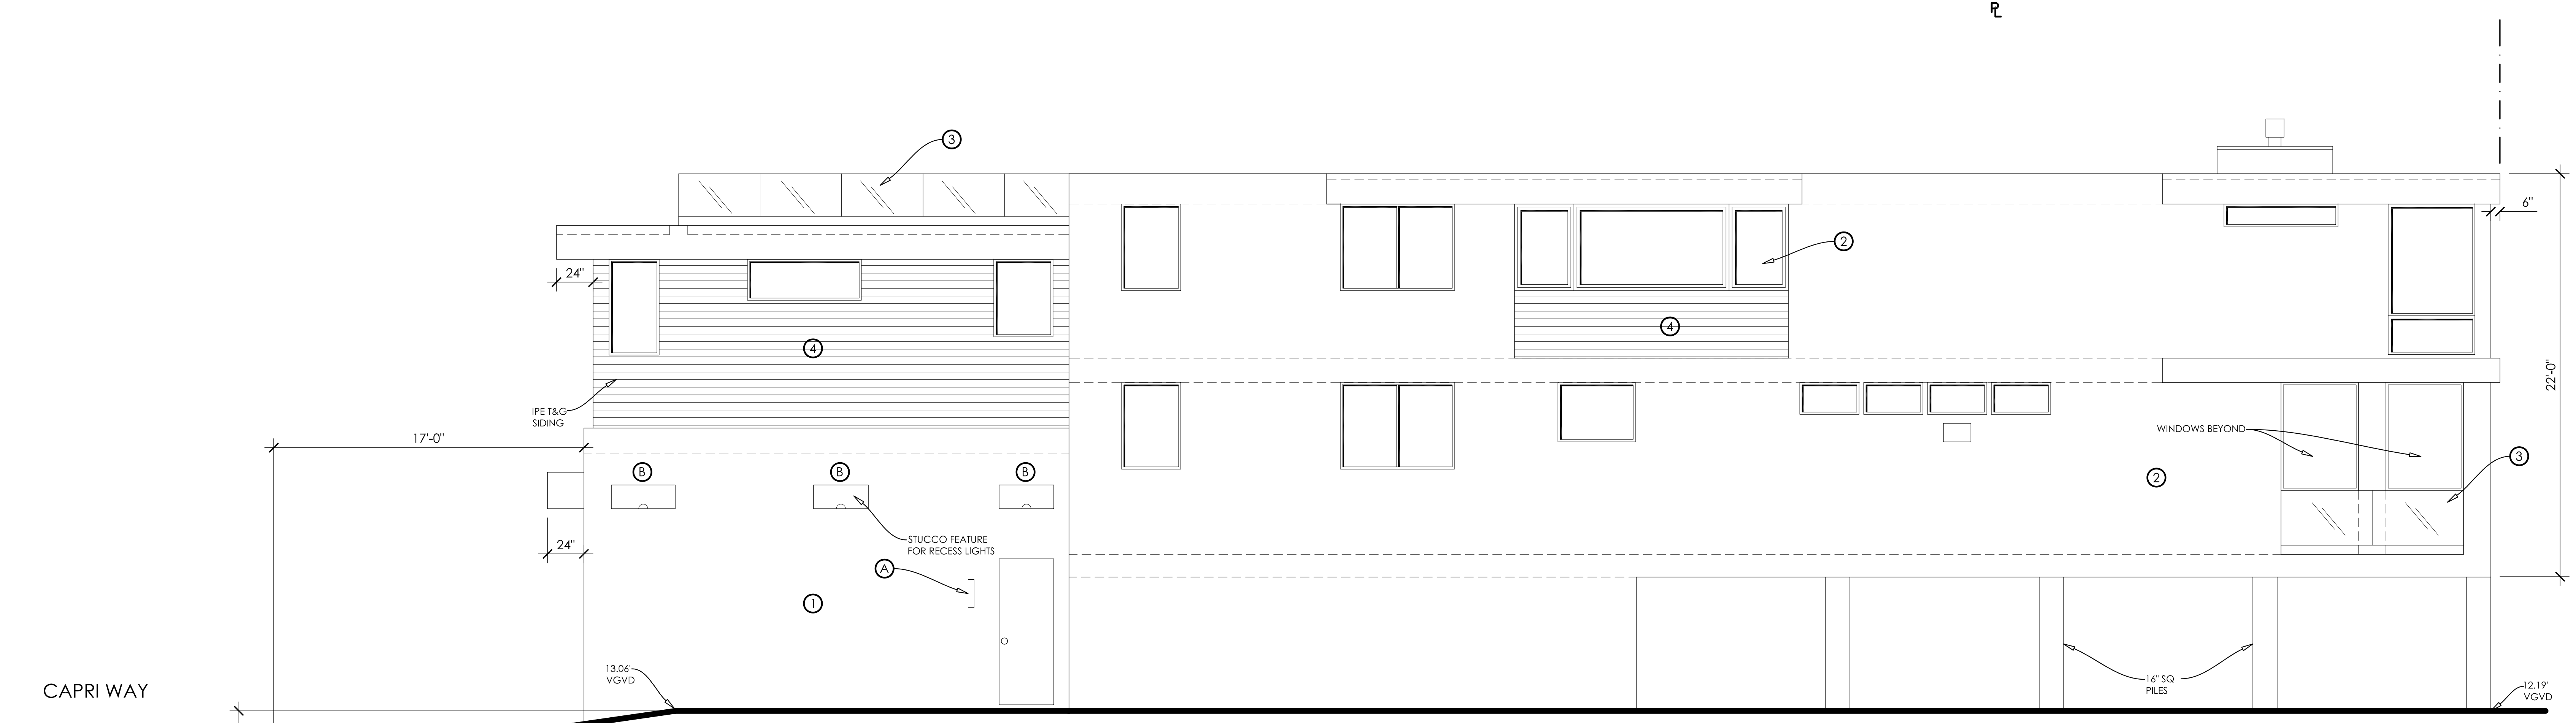 PL
3
2
6"
24"
4
4
22'-0"
IPE T&G
SIDING
17'-0"
WINDOWS BEYOND
3
B
B
B
2
24"
STUCCO FEATURE
FOR RECESS LIGHTS
A
1
13.06'
VGVD
CAPRI WAY
16" SQ
PILES
12.19'
VGVD